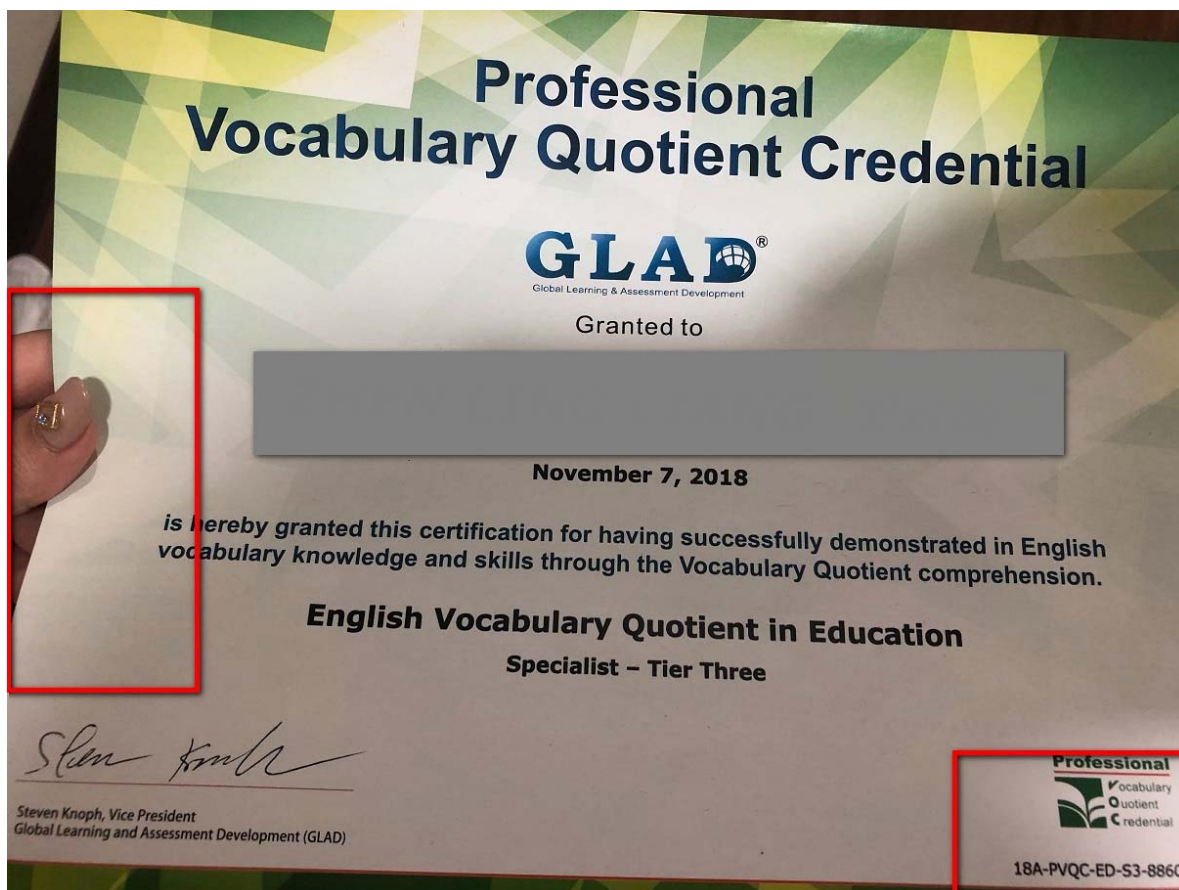 Professional
Vocabulary Quotient Credential
GLAD®
Global Learning & Assessment Development
Granted to
November 7, 2018
is hereby granted this certification for having successfully demonstrated in English
vocabulary knowledge and skills through the Vocabulary Quotient comprehension.
English Vocabulary Quotient in Education
Specialist – Tier Three
Steven Knoph, Vice President
Global Learning and Assessment Development (GLAD)
Professional
Vocabulary
Quotient
Credential
18A-PVQC-ED-S3-8860